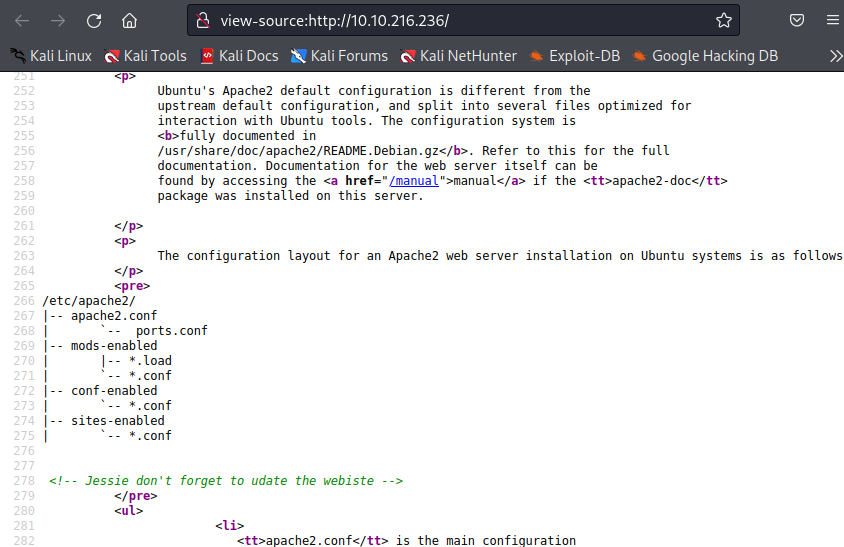 view-source:http://10.10.216.236/
Kali Linux Kali Tools Kali Docs Kali Forums Kali NetHunter Exploit-DB Google Hacking DB
251 <p>
252 Ubuntu's Apache2 default configuration is different from the
253 upstream default configuration, and split into several files optimized for
254 interaction with Ubuntu tools. The configuration system is
255 <b>fully documented in
256 /usr/share/doc/apache2/README.Debian.gz</b>. Refer to this for the full
257 documentation. Documentation for the web server itself can be
258 found by accessing the <a href="/manual">manual</a> if the <tt>apache2-doc</tt>
259 package was installed on this server.
260
261 </p>
262 <p>
263 The configuration layout for an Apache2 web server installation on Ubuntu systems is as follows
264 </p>
265 <pre>
266 /etc/apache2/
267 |-- apache2.conf
268 |       `--  ports.conf
269 |-- mods-enabled
270 |       |-- *.load
271 |       `-- *.conf
272 |-- conf-enabled
273 |       `-- *.conf
274 |-- sites-enabled
275 |       `-- *.conf
276
277
278 <!-- Jessie don't forget to udate the webiste -->
279 </pre>
280 <ul>
281 <li>
282 <tt>apache2.conf</tt> is the main configuration